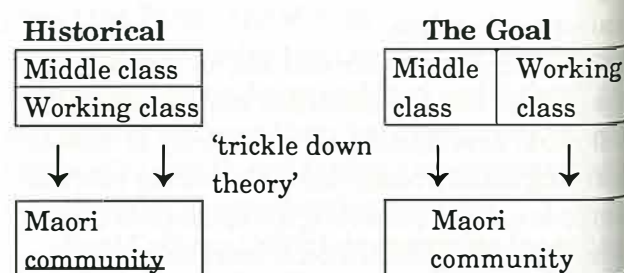 Historical
Middle class
Working class
'trickle down
theory'
Maori
community
The Goal
Middle
class
Working
class
Maori
community